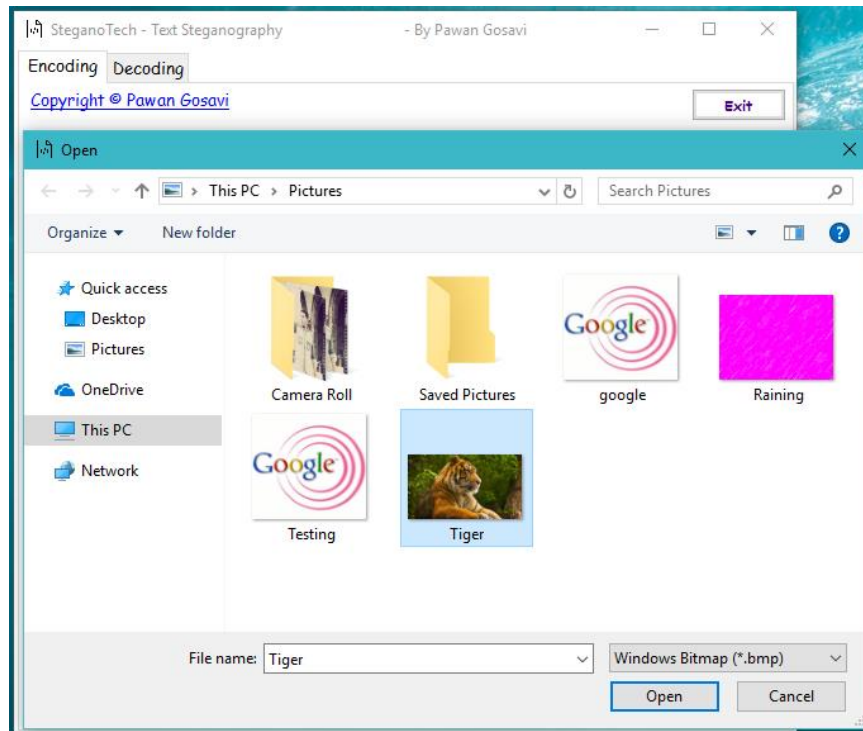 SteganoTech - Text Steganography - By Pawan Gosavi
Encoding Decoding
Copyright © Pawan Gosavi
Exit
Open
This PC > Pictures
Search Pictures
Organize
New folder
Quick access
Desktop
Pictures
OneDrive
This PC
Network
Google
Camera Roll
Saved Pictures
google
Raining
Google
Testing
Tiger
File name: Tiger
Windows Bitmap (*.bmp)
Open
Cancel